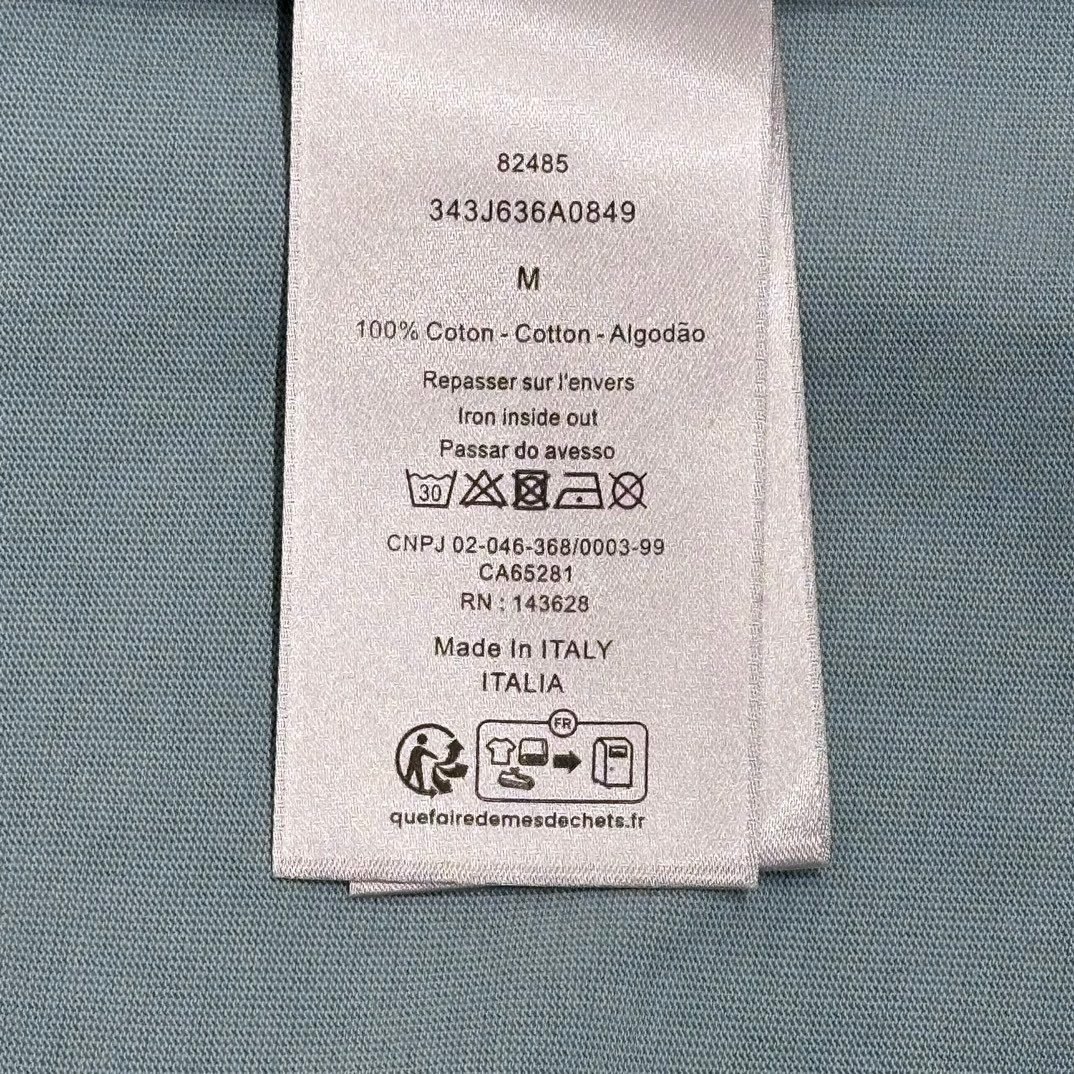 82485
343J636A0849
M
100% Coton - Cotton - Algodão
Repasser sur l'envers
Iron inside out
Passar do avesso
30
CNPJ 02-046-368/0003-99
CA65281
RN : 143628
Made In ITALY
ITALIA
FR
quefairedemesdechets.fr